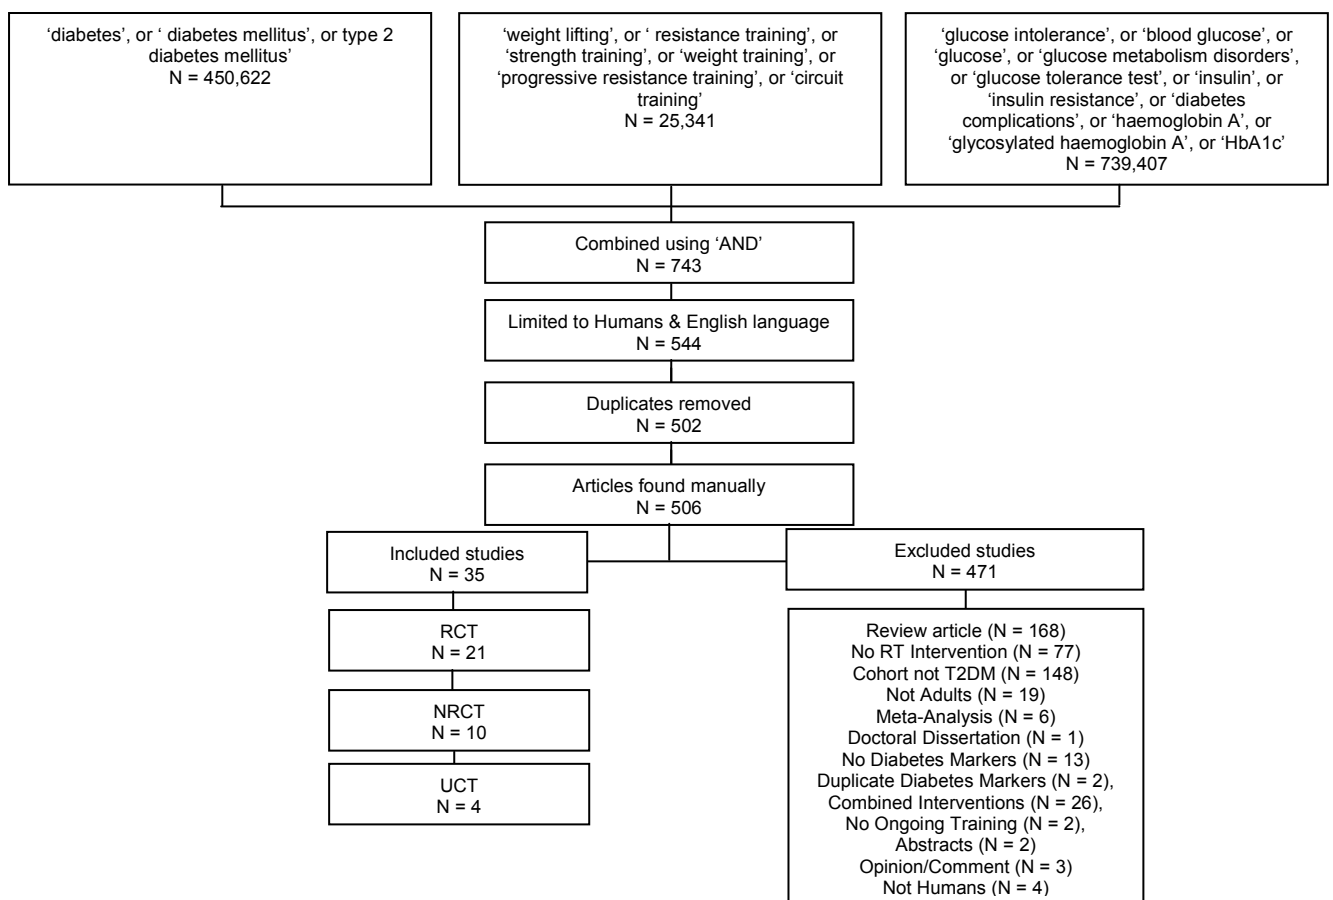 ‘diabetes’, or ‘ diabetes mellitus’, or type 2
diabetes mellitus’
N = 450,622
‘weight lifting’, or ‘ resistance training’, or
‘strength training’, or ‘weight training’, or
‘progressive resistance training’, or ‘circuit
training’
N = 25,341
‘glucose intolerance’, or ‘blood glucose’, or
‘glucose’, or ‘glucose metabolism disorders’,
or ‘glucose tolerance test’, or ‘insulin’, or
‘insulin resistance’, or ‘diabetes
complications’, or ‘haemoglobin A’, or
‘glycosylated haemoglobin A’, or ‘HbA1c’
N = 739,407
Combined using ‘AND’
N = 743
Limited to Humans & English language
N = 544
Duplicates removed
N = 502
Articles found manually
N = 506
Included studies
N = 35
RCT
N = 21
NRCT
N = 10
UCT
N = 4
Excluded studies
N = 471
Review article (N = 168)
No RT Intervention (N = 77)
Cohort not T2DM (N = 148)
Not Adults (N = 19)
Meta-Analysis (N = 6)
Doctoral Dissertation (N = 1)
No Diabetes Markers (N = 13)
Duplicate Diabetes Markers (N = 2),
Combined Interventions (N = 26),
No Ongoing Training (N = 2),
Abstracts (N = 2)
Opinion/Comment (N = 3)
Not Humans (N = 4)